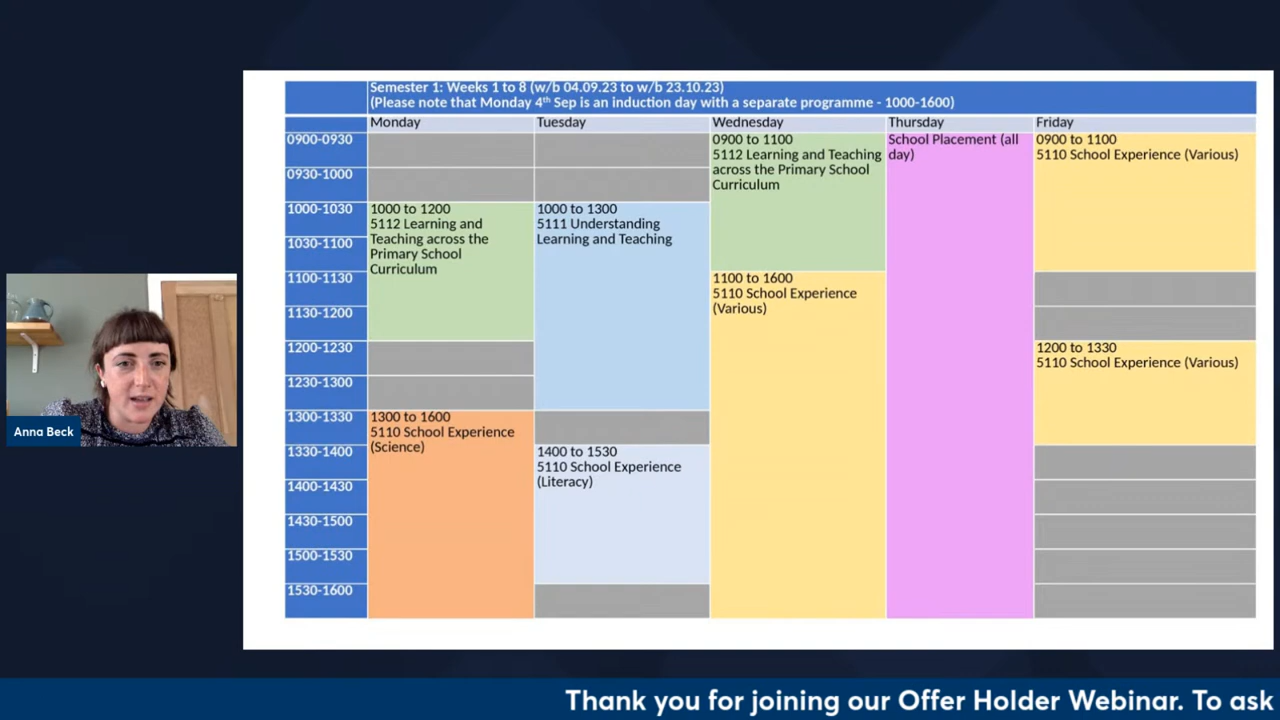 Semester 1: Weeks 1 to 8 (w/b 04.09.23 to w/b 23.10.23)
(Please note that Monday 4th Sep is an induction day with a separate programme - 1000-1600)
Monday
Tuesday
Wednesday
Thursday
Friday
0900-0930
0930-1000
1000-1030
1030-1100
1100-1130
1130-1200
1200-1230
1230-1300
1300-1330
1330-1400
1400-1430
1430-1500
1500-1530
1530-1600
1000 to 1200
5112 Learning and
Teaching across the
Primary School
Curriculum
1300 to 1600
5110 School Experience
(Science)
1000 to 1300
5111 Understanding
Learning and Teaching
1400 to 1530
5110 School Experience
(Literacy)
0900 to 1100
5112 Learning and Teaching
across the Primary School
Curriculum
1100 to 1600
5110 School Experience
(Various)
School Placement (all
day)
0900 to 1100
5110 School Experience (Various)
1200 to 1330
5110 School Experience (Various)
Anna Beck
Thank you for joining our Offer Holder Webinar. To ask